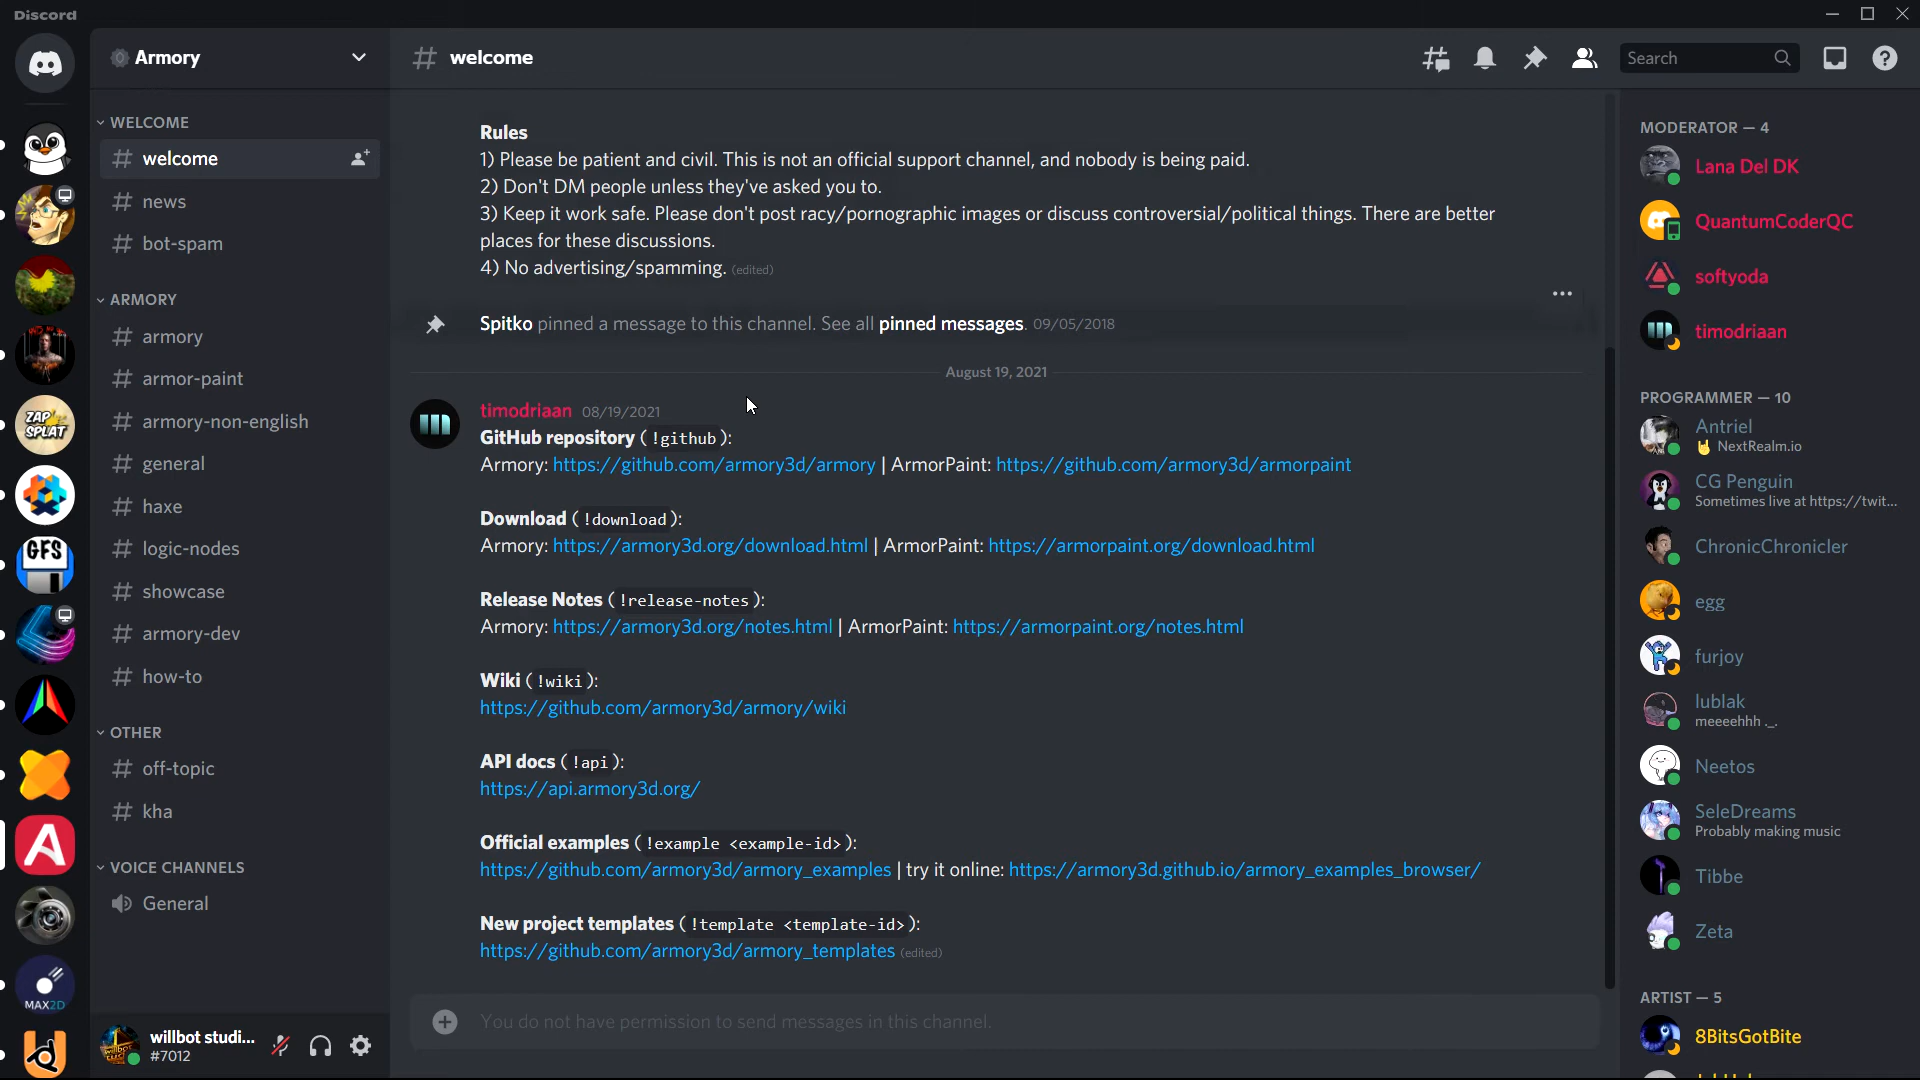 Discord
Armory
welcome
Search
WELCOME
welcome
news
bot-spam
ARMORY
armory
armor-paint
armory-non-english
general
haxe
logic-nodes
showcase
armory-dev
how-to
OTHER
off-topic
kha
VOICE CHANNELS
General
willbot studi...
#7012
ZAP
SPLAT
GFS
MAX2D
Rules
1) Please be patient and civil. This is not an official support channel, and nobody is being paid.
2) Don't DM people unless they've asked you to.
3) Keep it work safe. Please don't post racy/pornographic images or discuss controversial/political things. There are better
places for these discussions.
4) No advertising/spamming. (edited)
Spitko pinned a message to this channel. See all pinned messages. 09/05/2018
August 19, 2021
timodriaan 08/19/2021
GitHub repository ( !github ):
Armory: https://github.com/armory3d/armory | ArmorPaint: https://github.com/armory3d/armorpaint
Download ( !download ):
Armory: https://armory3d.org/download.html | ArmorPaint: https://armorpaint.org/download.html
Release Notes ( !release-notes ):
Armory: https://armory3d.org/notes.html | ArmorPaint: https://armorpaint.org/notes.html
Wiki ( !wiki ):
https://github.com/armory3d/armory/wiki
API docs ( !api ):
https://api.armory3d.org/
Official examples ( !example <example-id> ):
https://github.com/armory3d/armory_examples | try it online: https://armory3d.github.io/armory_examples_browser/
New project templates ( !template <template-id> ):
https://github.com/armory3d/armory_templates (edited)
You do not have permission to send messages in this channel.
MODERATOR — 4
Lana Del DK
QuantumCoderQC
softyoda
timodriaan
PROGRAMMER — 10
Antriel
NextRealm.io
CG Penguin
Sometimes live at https://twit...
ChronicChronicler
egg
furjoy
lublak
meeeehhh ._.
Neetos
SeleDreams
Probably making music
Tibbe
Zeta
ARTIST — 5
8BitsGotBite